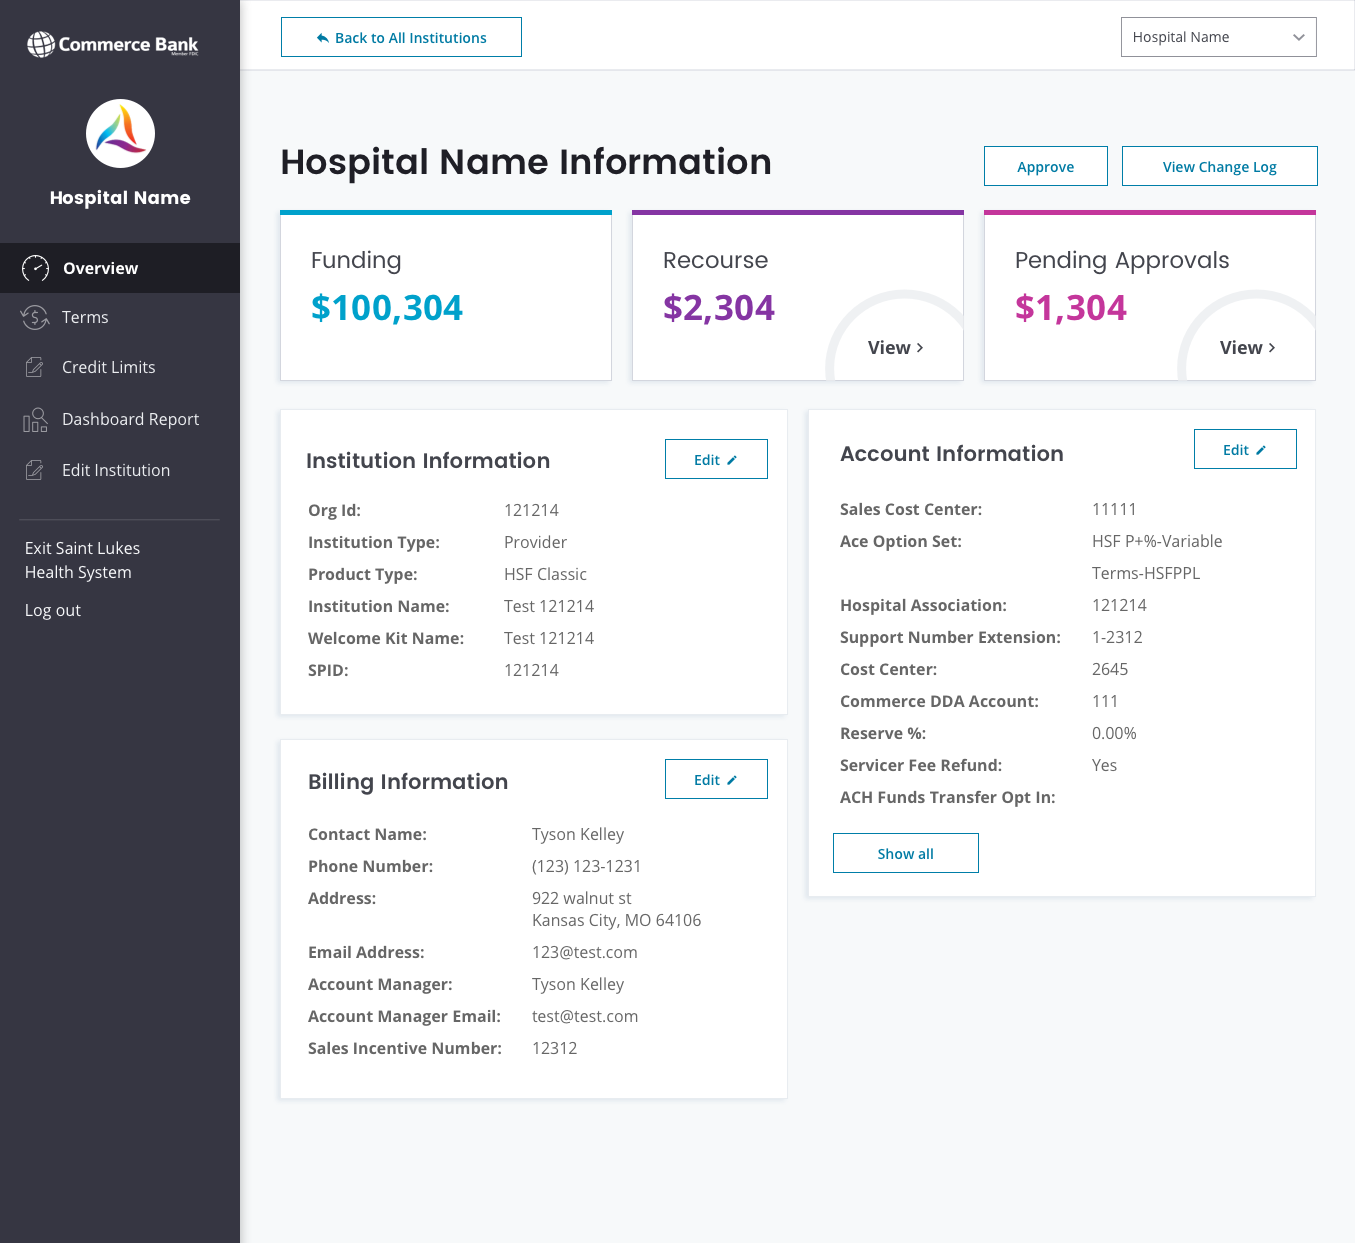 Commerce Bank
Member FDIC
Hospital Name
Overview
Terms
Credit Limits
Dashboard Report
Edit Institution
Exit Saint Lukes
Health System
Log out
Back to All Institutions
Hospital Name
Hospital Name Information
Approve
View Change Log
Funding
$100,304
Recourse
$2,304
View >
Pending Approvals
$1,304
View >
Institution Information
Edit
Org Id: 121214
Institution Type: Provider
Product Type: HSF Classic
Institution Name: Test 121214
Welcome Kit Name: Test 121214
SPID: 121214
Billing Information
Edit
Contact Name: Tyson Kelley
Phone Number: (123) 123-1231
Address: 922 walnut st
Kansas City, MO 64106
Email Address: 123@test.com
Account Manager: Tyson Kelley
Account Manager Email: test@test.com
Sales Incentive Number: 12312
Account Information
Edit
Sales Cost Center: 11111
Ace Option Set: HSF P+%-Variable
Terms-HSFPPL
Hospital Association: 121214
Support Number Extension: 1-2312
Cost Center: 2645
Commerce DDA Account: 111
Reserve %: 0.00%
Servicer Fee Refund: Yes
ACH Funds Transfer Opt In:
Show all